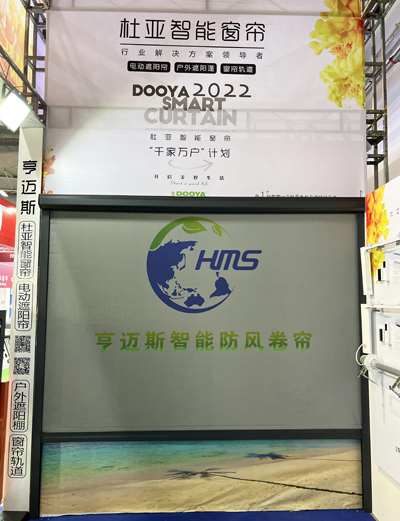 杜亚智能窗帘
行业解决方案领导者
电动遮阳帘 户外遮阳蓬 窗帘轨道
DOOYA 2022
SMART
CURTAIN
杜亚智能窗帘
"千家万户"计划
DOOYA
亨迈斯
杜亚智能窗帘
电动遮阳帘
户外遮阳棚
窗帘轨道
HMS
亨迈斯智能防风卷帘